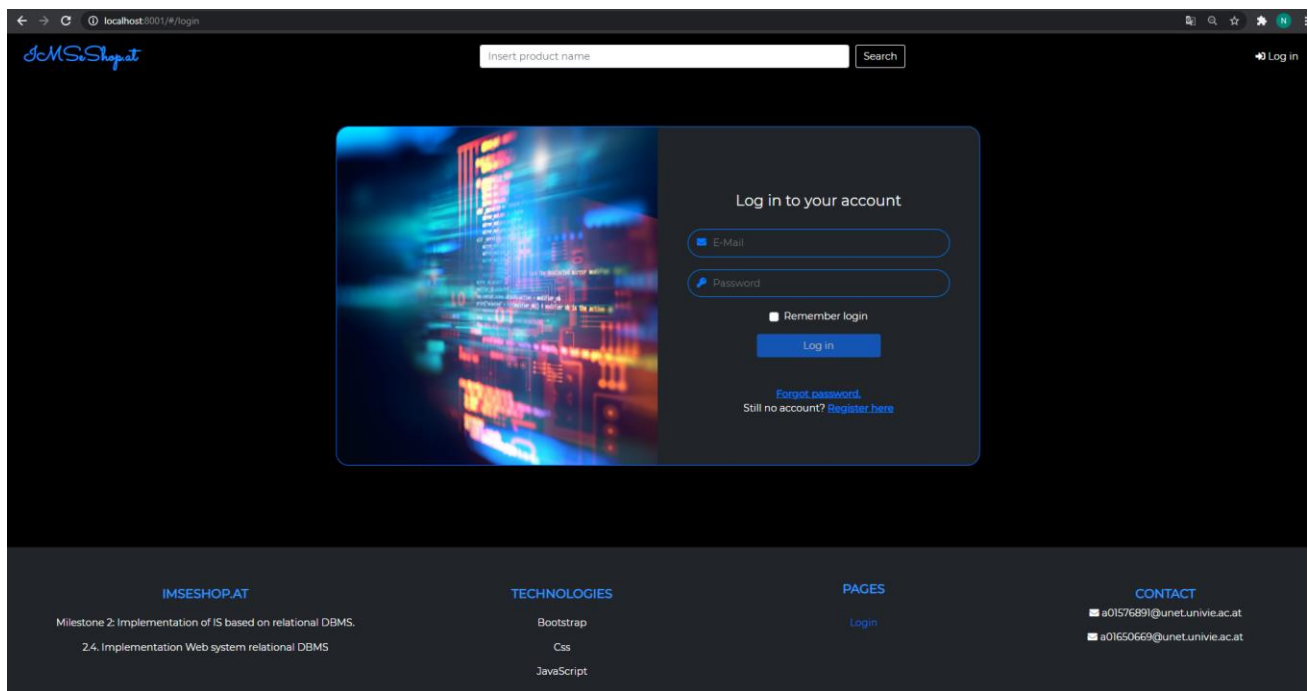 localhost:8001/#/login
N
IMSeShop.at
Insert product name
Search
Log in
Log in to your account
E-Mail
Password
Remember login
Log in
Forgot password.
Still no account? Register here
IMSESHOP.AT
Milestone 2: Implementation of IS based on relational DBMS.
2.4. Implementation Web system relational DBMS
TECHNOLOGIES
Bootstrap
Css
JavaScript
PAGES
Login
CONTACT
a01576891@unet.univie.ac.at
a01650669@unet.univie.ac.at